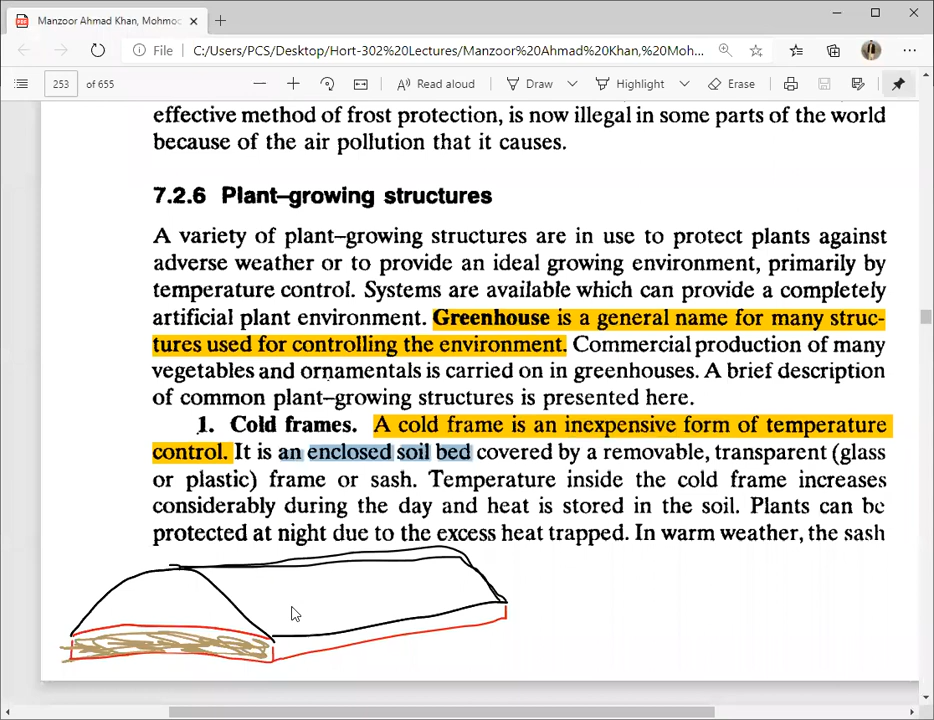 Manzoor Ahmad Khan, Mohmoo
File
C:/Users/PCS/Desktop/Hort-302%20Lectures/Manzoor%20Ahmad%20Khan,%20Moh...
253 of 655
Read aloud
Draw
Highlight
Erase
effective method of frost protection, is now illegal in some parts of the world
because of the air pollution that it causes.
7.2.6 Plant–growing structures
A variety of plant–growing structures are in use to protect plants against
adverse weather or to provide an ideal growing environment, primarily by
temperature control. Systems are available which can provide a completely
artificial plant environment. Greenhouse is a general name for many struc-
tures used for controlling the environment. Commercial production of many
vegetables and ornamentals is carried on in greenhouses. A brief description
of common plant–growing structures is presented here.
1. Cold frames. A cold frame is an inexpensive form of temperature
control. It is an enclosed soil bed covered by a removable, transparent (glass
or plastic) frame or sash. Temperature inside the cold frame increases
considerably during the day and heat is stored in the soil. Plants can be
protected at night due to the excess heat trapped. In warm weather, the sash